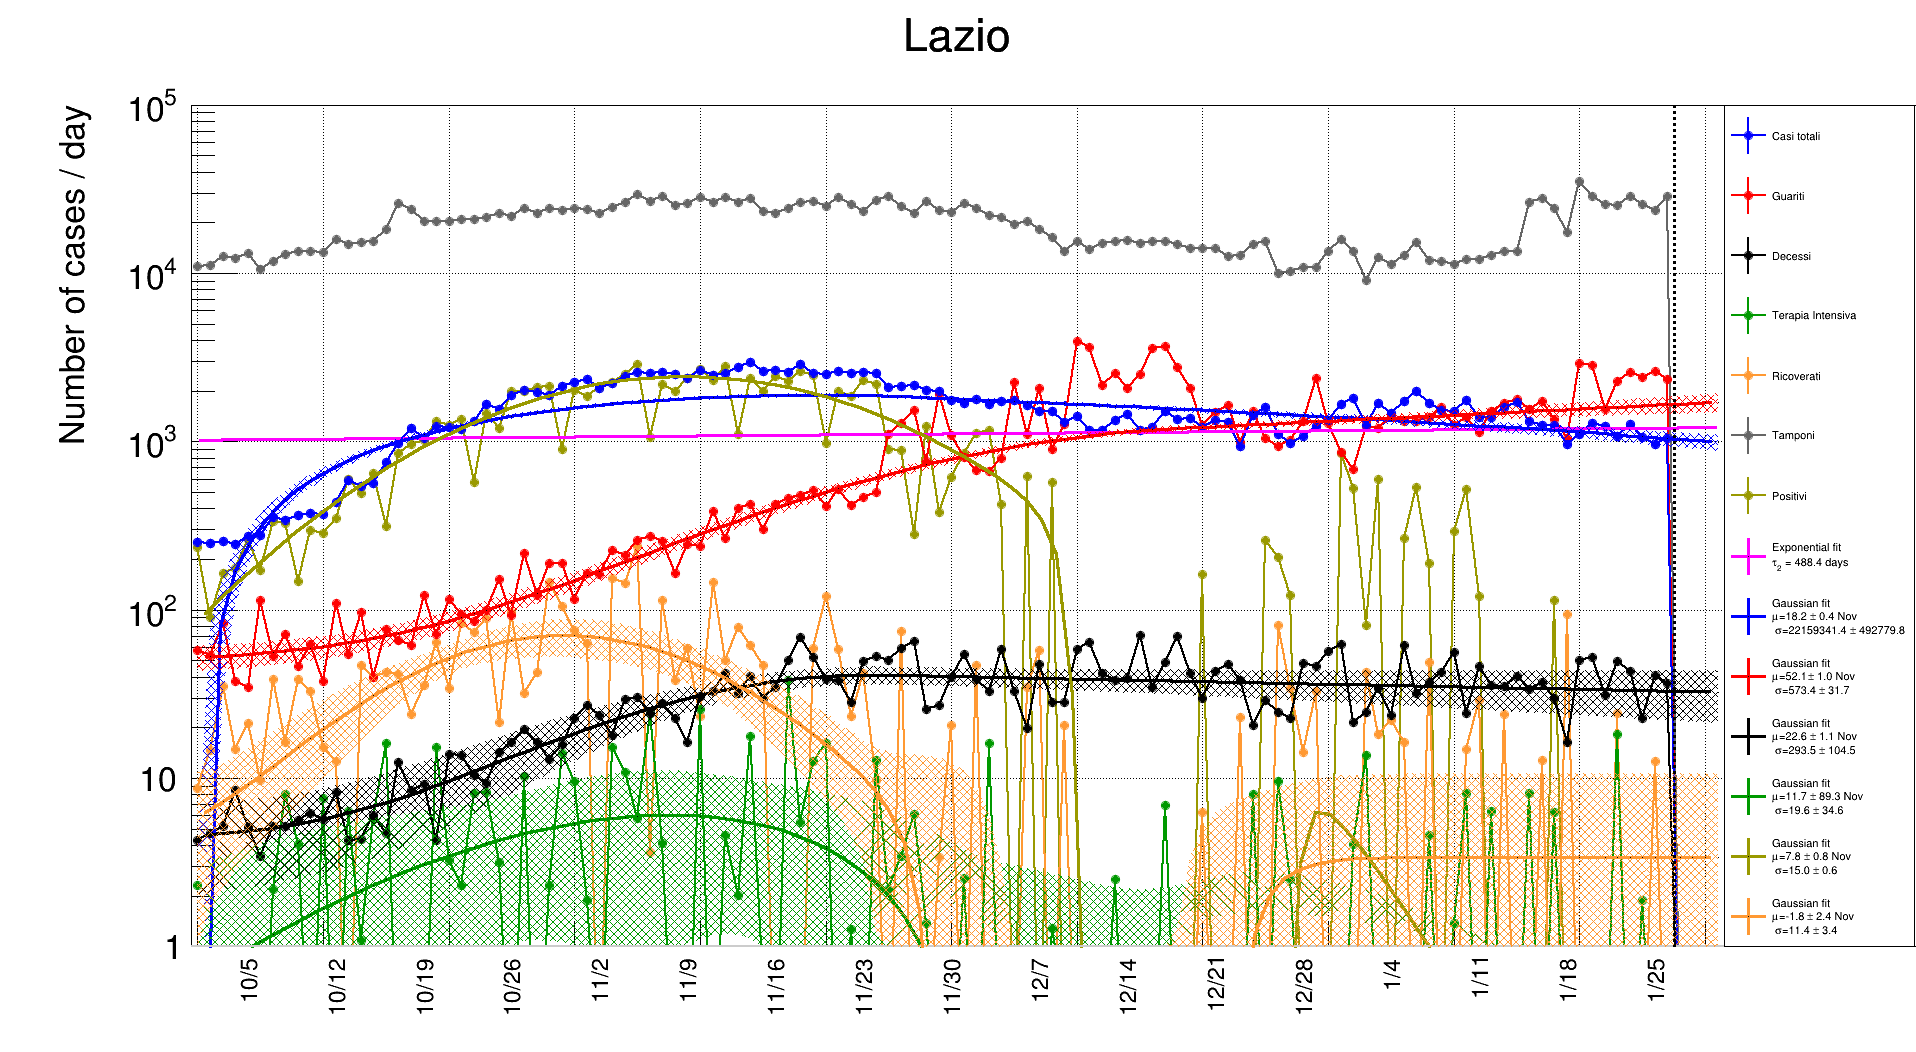 Lazio
Number of cases / day
10^5
10^4
10^3
10^2
10
1
10/5
10/12
10/19
10/26
11/2
11/9
11/16
11/23
11/30
12/7
12/14
12/21
12/28
1/4
1/11
1/18
1/25
Casi totali
Guariti
Decessi
Terapia Intensiva
Ricoverati
Tamponi
Positivi
Exponential fit
τ_2 = 488.4 days
Gaussian fit
μ=18.2 ± 0.4 Nov
σ=22159341.4 ± 492779.8
Gaussian fit
μ=52.1 ± 1.0 Nov
σ=573.4 ± 31.7
Gaussian fit
μ=22.6 ± 1.1 Nov
σ=293.5 ± 104.5
Gaussian fit
μ=11.7 ± 89.3 Nov
σ=19.6 ± 34.6
Gaussian fit
μ=7.8 ± 0.8 Nov
σ=15.0 ± 0.6
Gaussian fit
μ=-1.8 ± 2.4 Nov
σ=11.4 ± 3.4